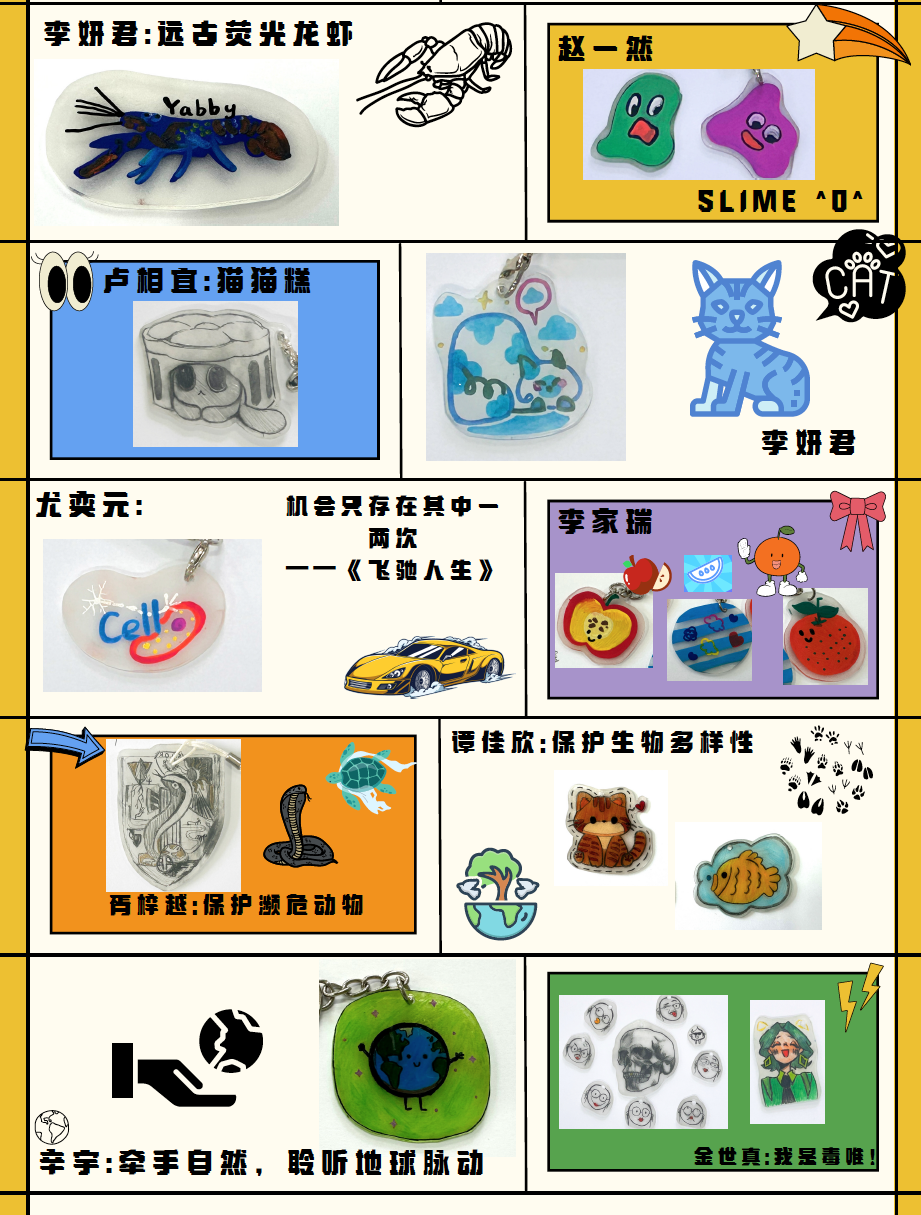 李妍君:远古荧光龙虾
Yabby
赵一然
SLIME ^O^
卢相宜:猫猫糕
CAT
李妍君
尤奕元:
机会只存在其中一
两次
——《飞驰人生》
Cell
李家瑞
胥梓越:保护濒危动物
谭佳欣:保护生物多样性
辛宇:牵手自然，聆听地球脉动
金世真:我是毒唯!